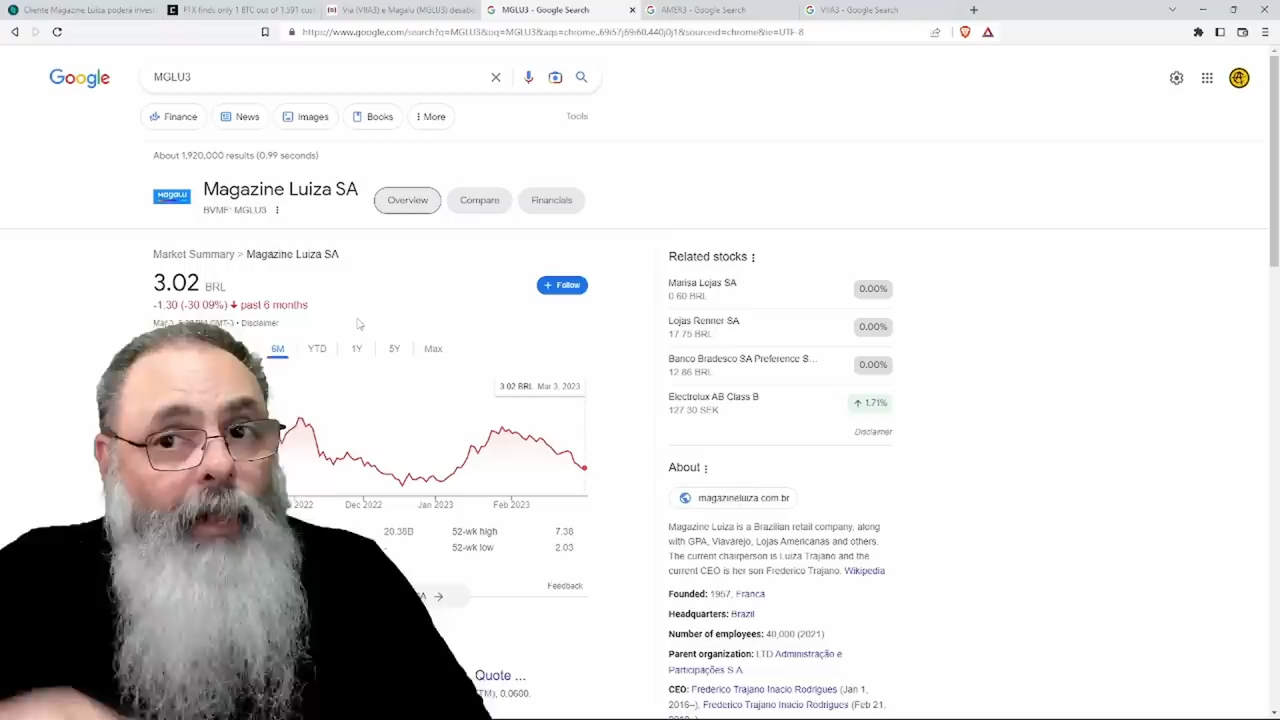 Cliente Magazine Luiza poderá invest
FTX finds only 1 BTC out of 1,591 cust
Via (VIIA3) e Magalu (MGLU3) desaba
MGLU3 - Google Search
AMER3 - Google Search
VIIA3 - Google Search
https://www.google.com/search?q=MGLU3&oq=MGLU3&aqs=chrome..69i57j69i60.440j0j1&sourceid=chrome&ie=UTF-8
Google
MGLU3
Finance
News
Images
Books
More
Tools
About 1,920,000 results (0.99 seconds)
MAGALU
Magazine Luiza SA
BVMF: MGLU3
Overview
Compare
Financials
Market Summary > Magazine Luiza SA
3.02 BRL
+ Follow
-1.30 (-30.09%) past 6 months
• Disclaimer
6M
YTD
1Y
5Y
Max
3.02 BRL Mar 3, 2023
2022
Dec 2022
Jan 2023
Feb 2023
20.38B
52-wk high
7.38
-
52-wk low
2.03
Feedback
Quote ...
0.0600.
Related stocks
Marisa Lojas SA
0.60 BRL
0.00%
Lojas Renner SA
17.75 BRL
0.00%
Banco Bradesco SA Preference S...
12.86 BRL
0.00%
Electrolux AB Class B
127.30 SEK
1.71%
Disclaimer
About
magazineluiza.com.br
Magazine Luiza is a Brazilian retail company, along
with GPA, Viavarejo, Lojas Americanas and others.
The current chairperson is Luiza Trajano and the
current CEO is her son Frederico Trajano. Wikipedia
Founded: 1957, Franca
Headquarters: Brazil
Number of employees: 40,000 (2021)
Parent organization: LTD Administração e
Participações S.A.
CEO: Frederico Trajano Inacio Rodrigues (Jan 1,
2016–), Frederico Trajano Inacio Rodrigues (Feb 21,